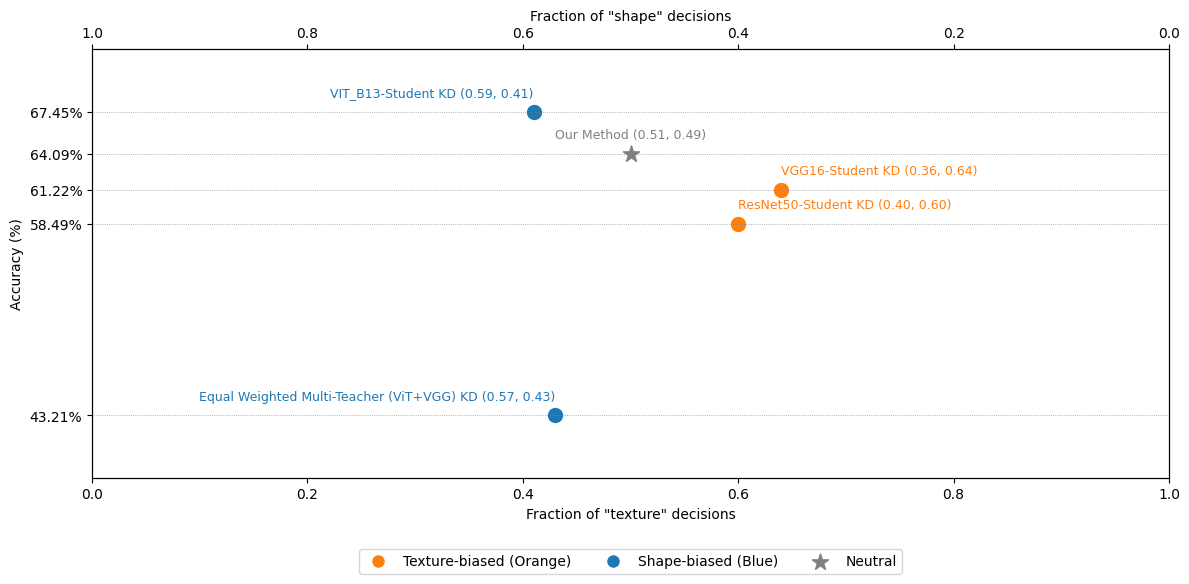 Fraction of "shape" decisions
1.0 0.8 0.6 0.4 0.2 0.0
VIT_B13-Student KD (0.59, 0.41)
67.45%
Our Method (0.51, 0.49)
64.09%
VGG16-Student KD (0.36, 0.64)
61.22%
ResNet50-Student KD (0.40, 0.60)
58.49%
Accuracy (%)
Equal Weighted Multi-Teacher (ViT+VGG) KD (0.57, 0.43)
43.21%
0.0 0.2 0.4 0.6 0.8 1.0
Fraction of "texture" decisions
Texture-biased (Orange) Shape-biased (Blue) Neutral